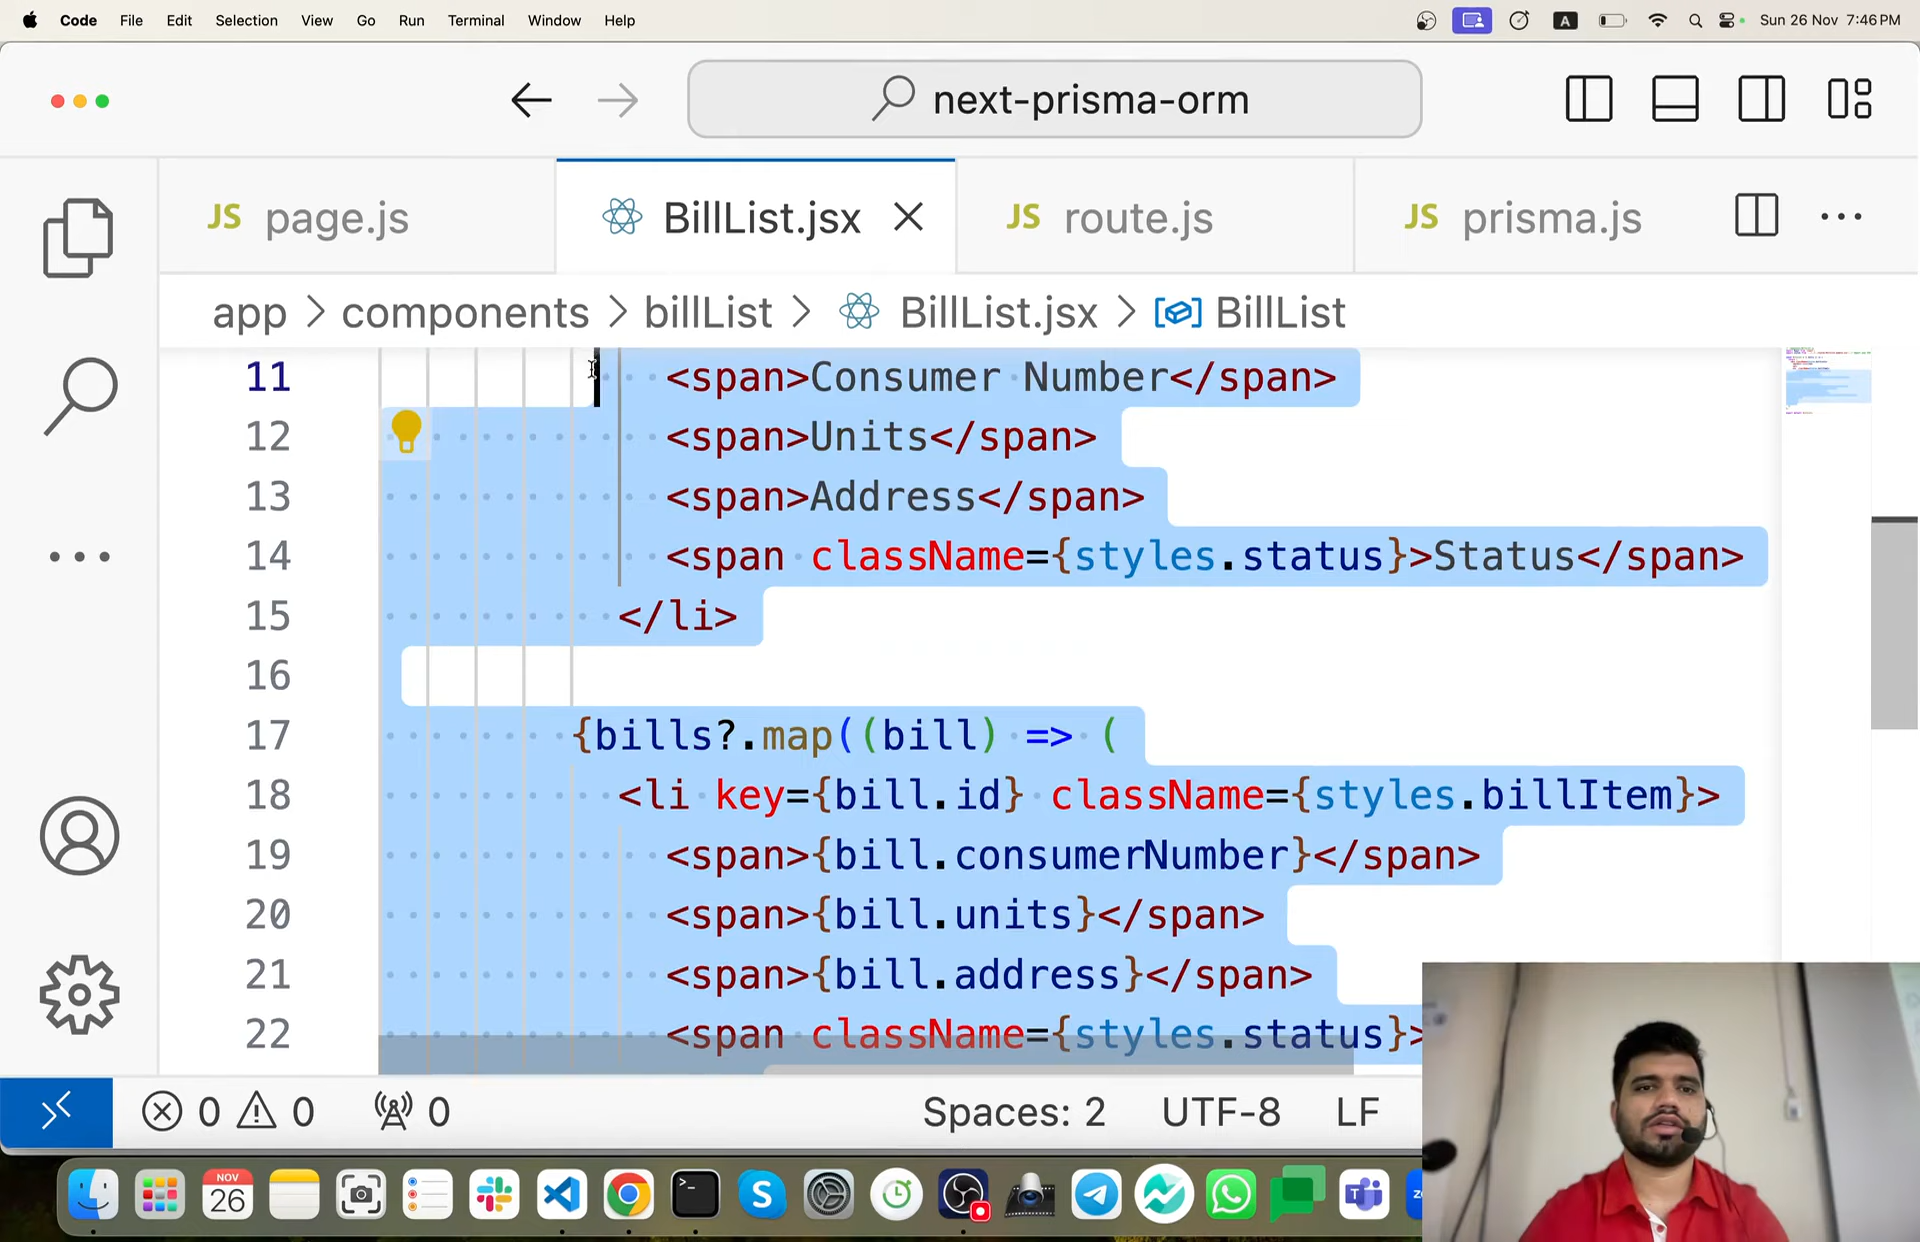 Code File Edit Selection View Go Run Terminal Window Help A Sun 26 Nov 7:46 PM
next-prisma-orm
JS page.js BillList.jsx JS route.js JS prisma.js
app > components > billList > BillList.jsx > BillList
11 <span>Consumer Number</span>
12 <span>Units</span>
13 <span>Address</span>
14 <span className={styles.status}>Status</span>
15 </li>
16
17 {bills?.map((bill) => (
18 <li key={bill.id} className={styles.billItem}>
19 <span>{bill.consumerNumber}</span>
20 <span>{bill.units}</span>
21 <span>{bill.address}</span>
22 <span className={styles.status}>
0 0 0 Spaces: 2 UTF-8 LF
NOV
26